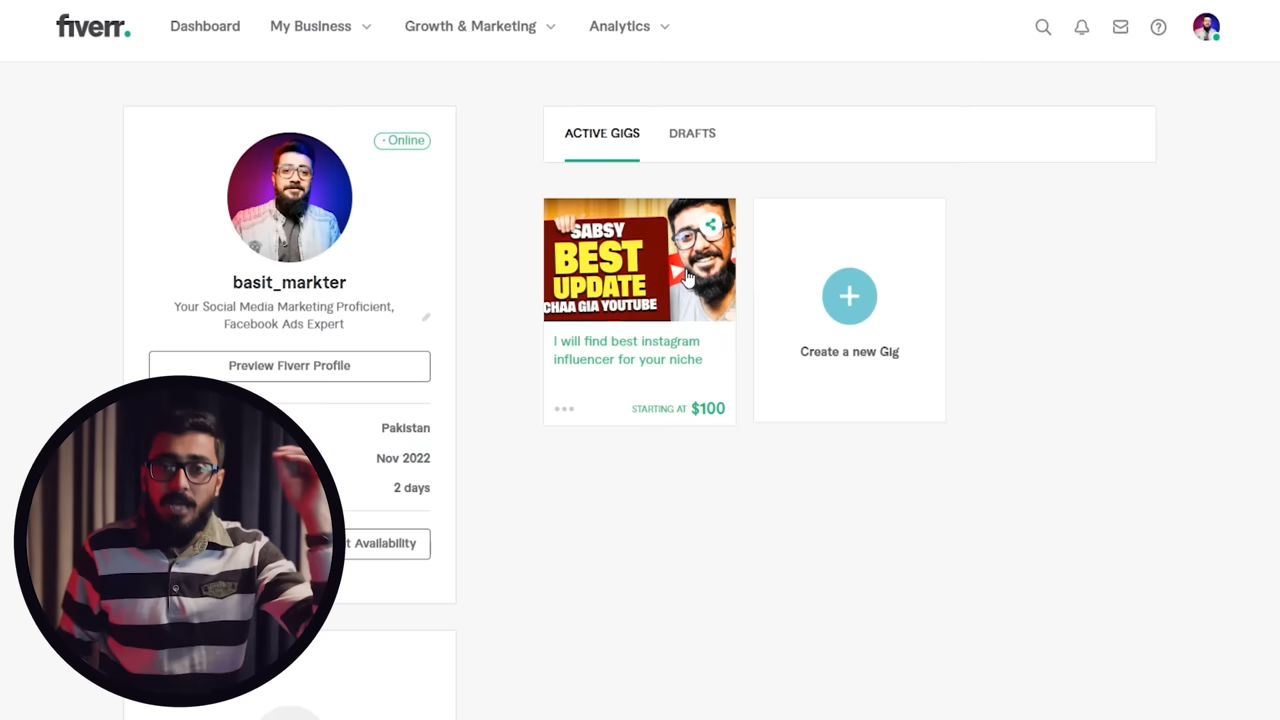 fiverr.
Dashboard
My Business
Growth & Marketing
Analytics
Online
basit_markter
Your Social Media Marketing Proficient,
Facebook Ads Expert
Preview Fiverr Profile
Pakistan
Nov 2022
2 days
t Availability
ACTIVE GIGS
DRAFTS
SABSY
BEST
UPDATE
CHAA GIA YOUTUBE
I will find best instagram
influencer for your niche
STARTING AT $100
Create a new Gig